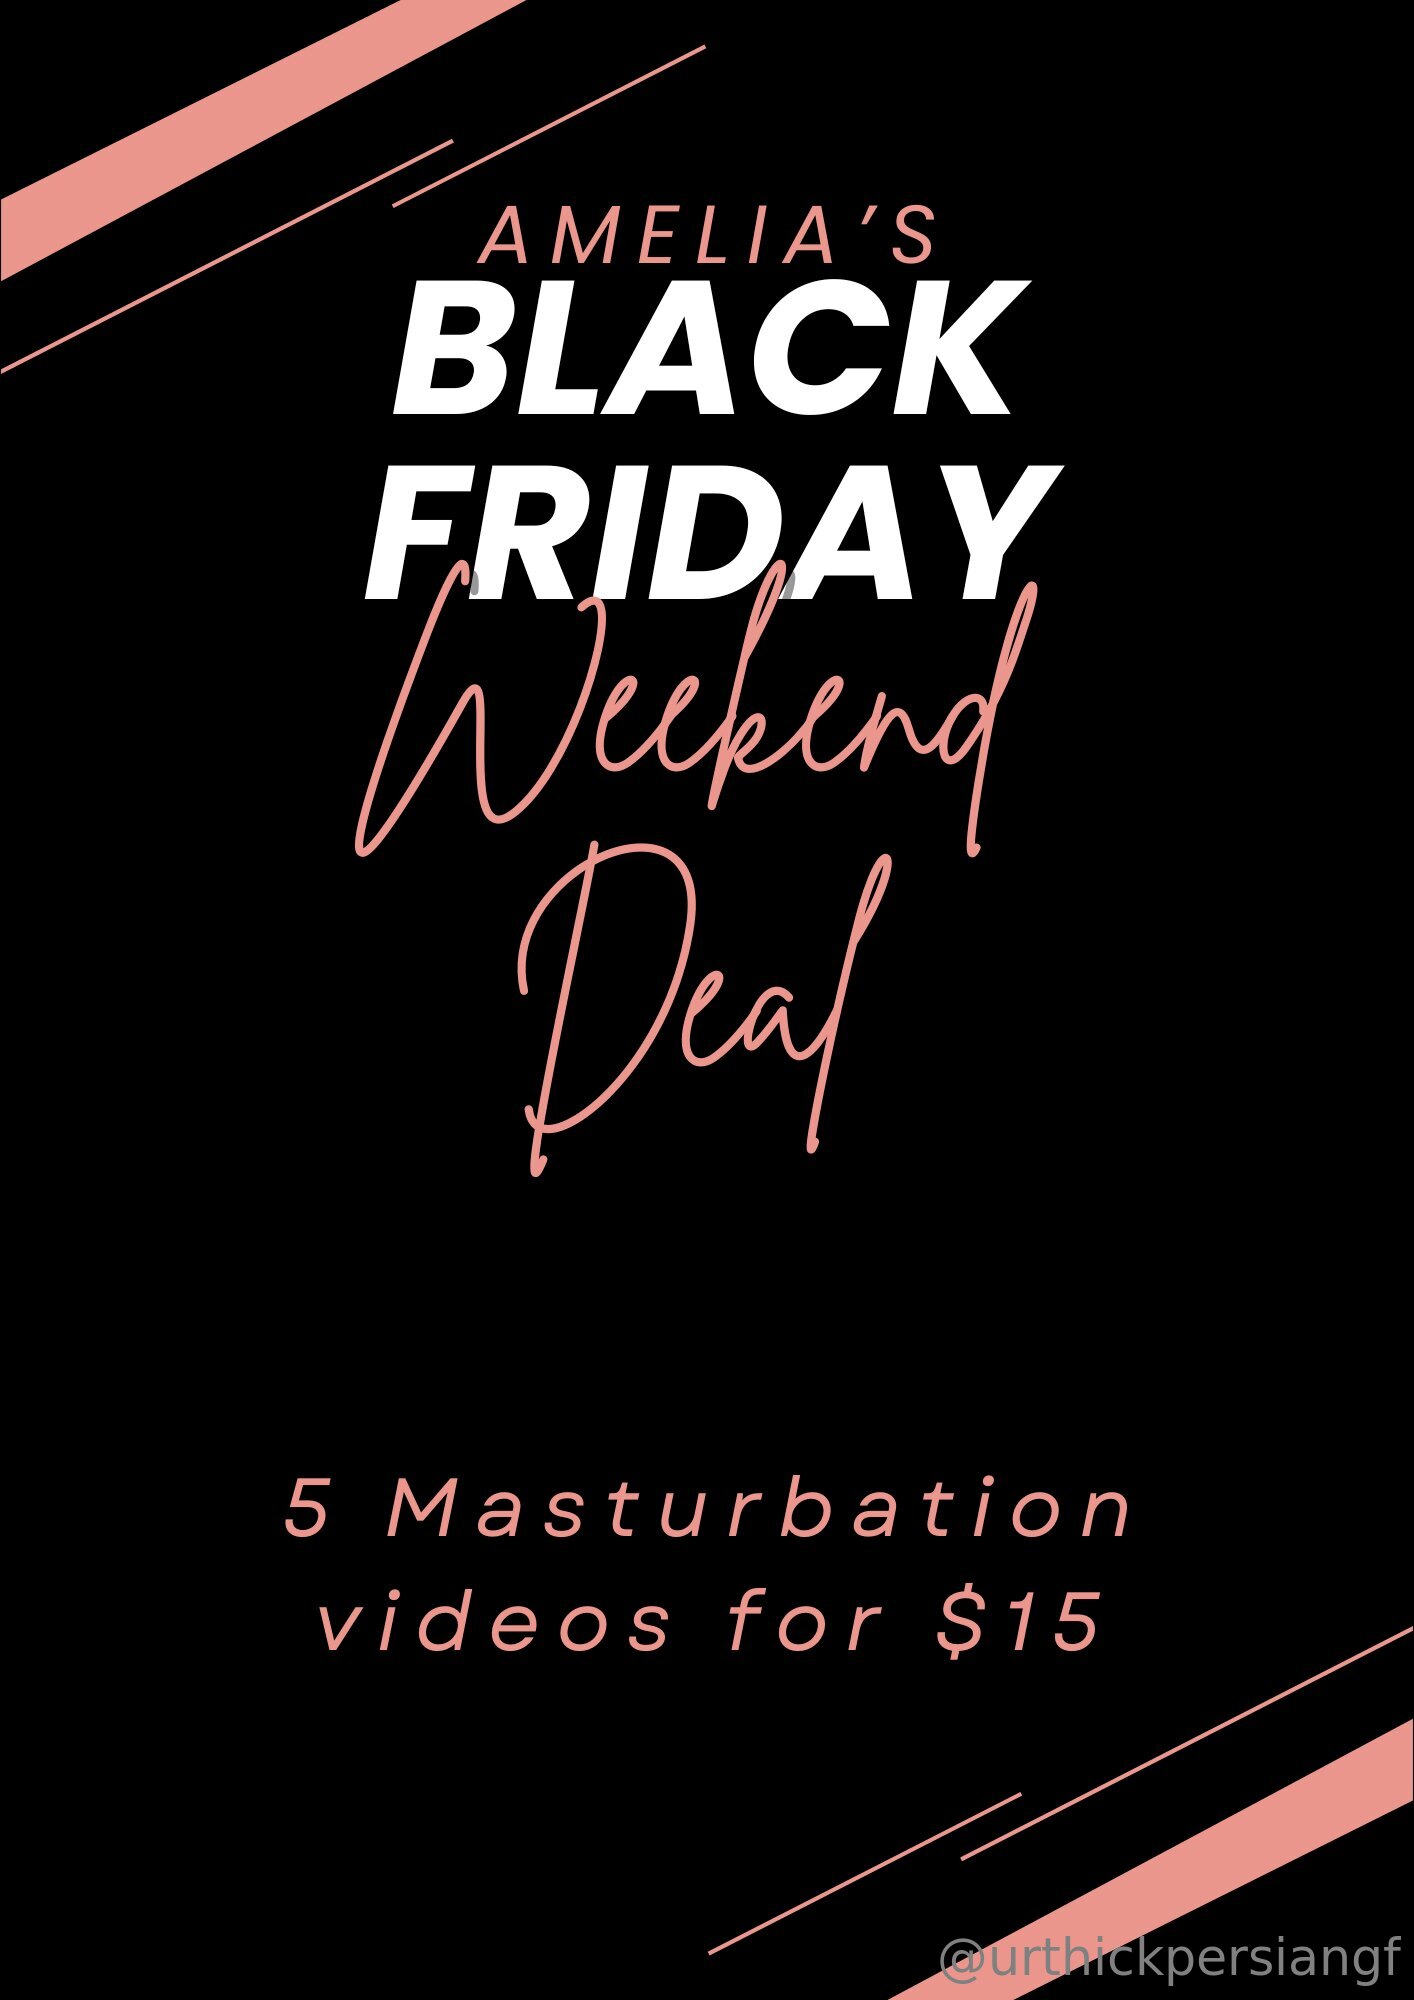 AMELIA’S
BLACK
FRIDAY
Weekend
Deal
5 Masturbation
videos for $15
@urthickpersiangf